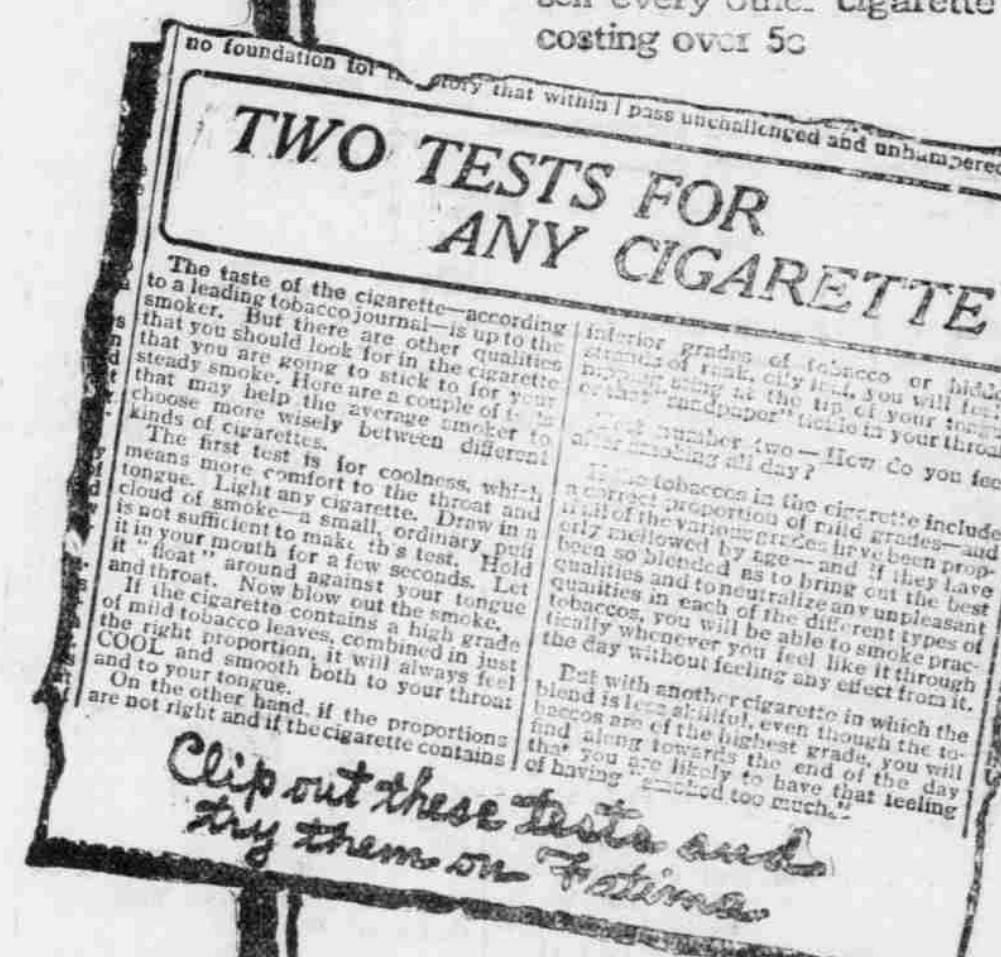 every other cigarette
costing over 5c
no foundation for story that within | pass unchallenged and unhampered
TWO TESTS FOR
ANY CIGARETTE
The taste of the cigarette—according
to a leading tobacco journal—is up to the
smoker. But there are other qualities
that you should look for in the cigarette
that you are going to stick to for your
steady smoke. Here are a couple of
that may help the average smoker to
choose more wisely between different
kinds of cigarettes.
The first test is for coolness, which
means more comfort to the throat and
tongue. Light any cigarette. Draw in a
cloud of smoke—a small, ordinary puff
is not sufficient to make this test. Hold
it in your mouth for a few seconds. Let
it "float" around against your tongue
and throat. Now blow out the smoke.
If the cigarette contains a high grade
of mild tobacco leaves, combined in just
the right proportion, it will always feel
COOL and smooth both to your throat
and to your tongue.
On the other hand, if the proportions
are not right and if the cigarette contains
inferior grades of tobacco or
strands of rank, oily leaf, you will
at the tip of your
or that "sandpaper" tickle in your
number two—How do you
after smoking all day?
tobaccos in the cigarette include
a correct proportion of mild grades—and
if all of the various grades have been prop-
erly mellowed by age—and if they have
been so blended as to bring out the best
qualities and to neutralize any unpleasant
qualities in each of the different types of
tobaccos, you will be able to smoke prac-
tically whenever you feel like it through
the day without feeling any effect from it.
But with another cigarette in which the
blend is less skillful, even though the to-
baccos are of the highest grade, you will
find along towards the end of the day
that you are likely to have that feeling
of having "smoked too much."
Clip out these tests and
try them on Fatima